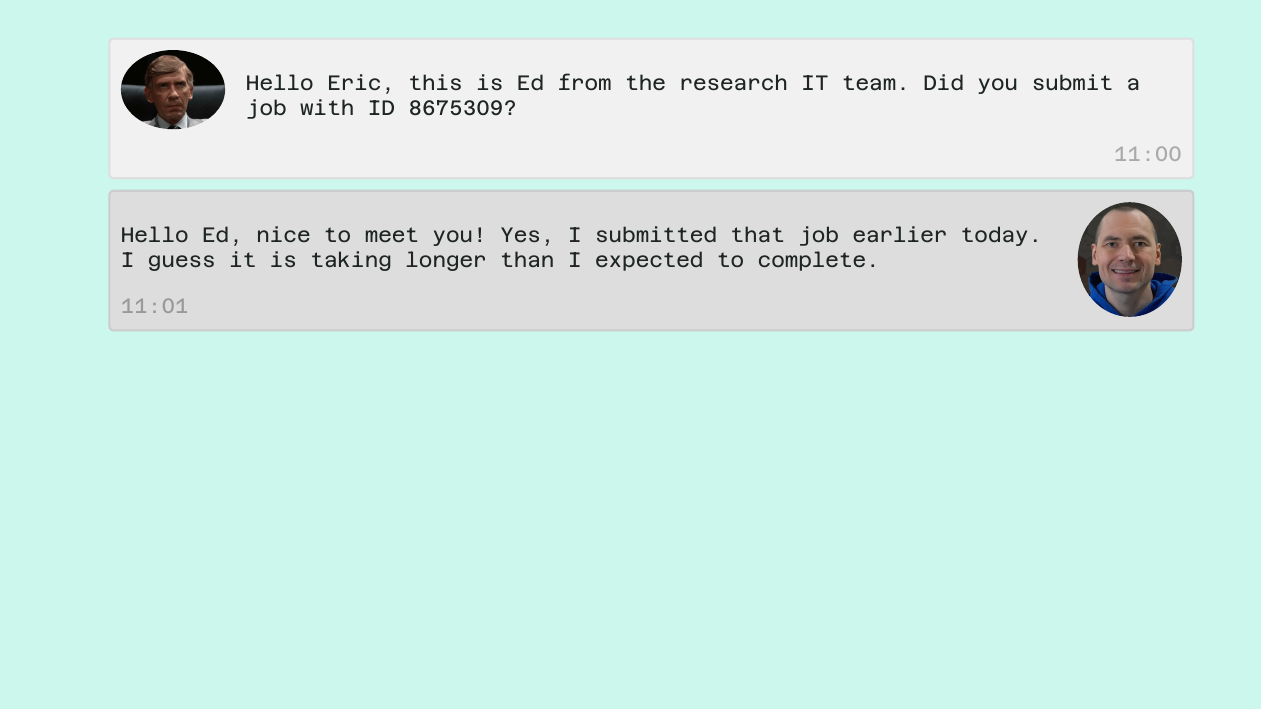 Hello Eric, this is Ed from the research IT team. Did you submit a
job with ID 8675309?
11:00
Hello Ed, nice to meet you! Yes, I submitted that job earlier today.
I guess it is taking longer than I expected to complete.
11:01